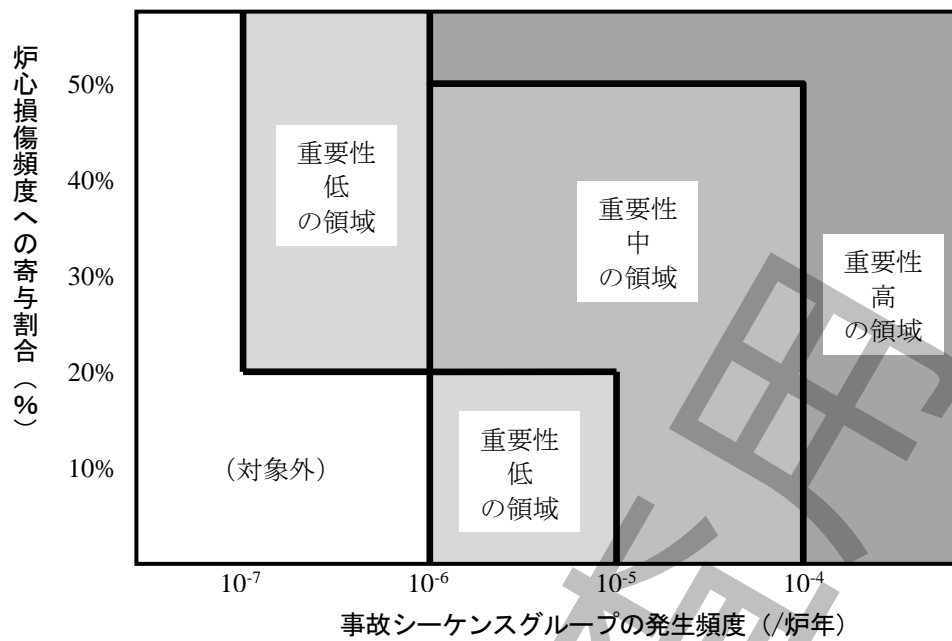 炉心損傷頻度への寄与割合（%）
50%
40%
30%
20%
10%
重要性
低
の領域
重要性
中
の領域
重要性
高
の領域
（対象外）
重要性
低
の領域
10-7
10-6
10-5
10-4
事故シーケンスグループの発生頻度（/炉年）